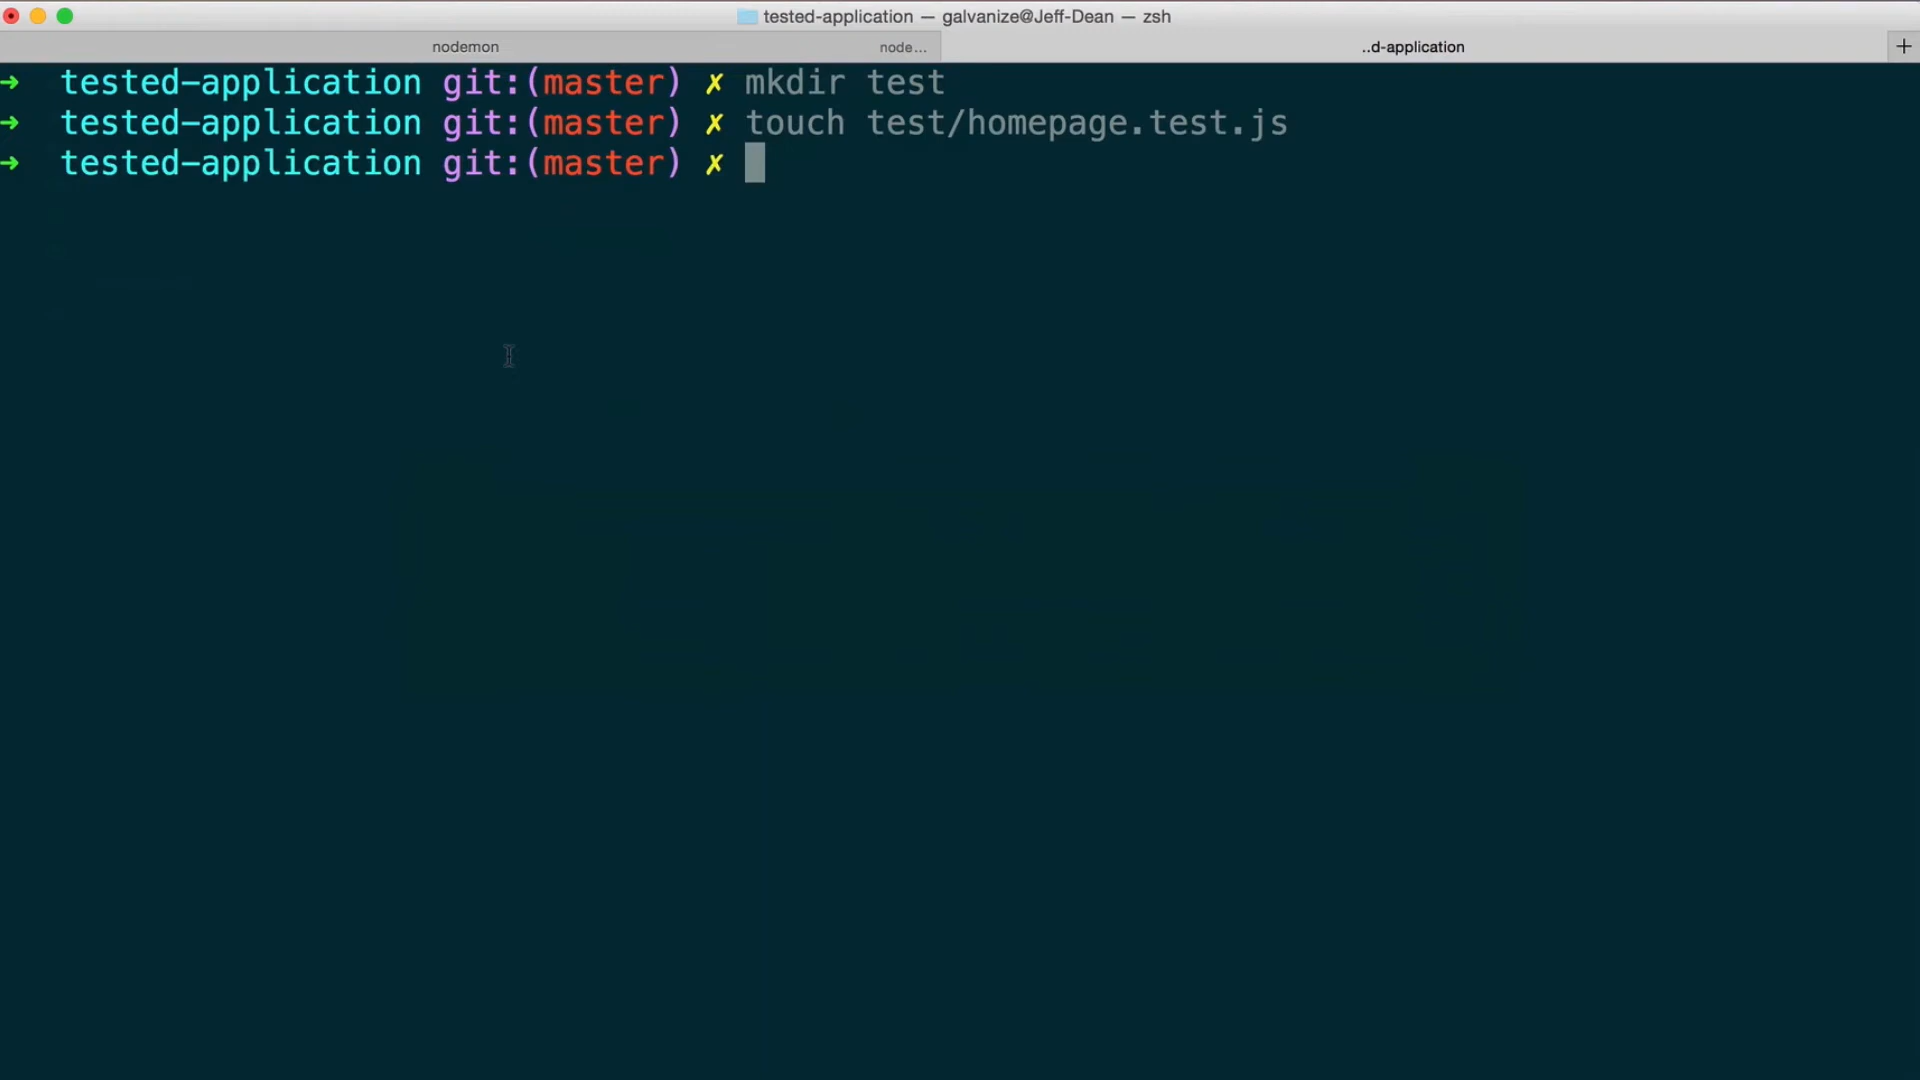 tested-application — galvanize@Jeff-Dean — zsh
nodemon node... ..d-application +
→ tested-application git:(master) ✗ mkdir test
→ tested-application git:(master) ✗ touch test/homepage.test.js
→ tested-application git:(master) ✗